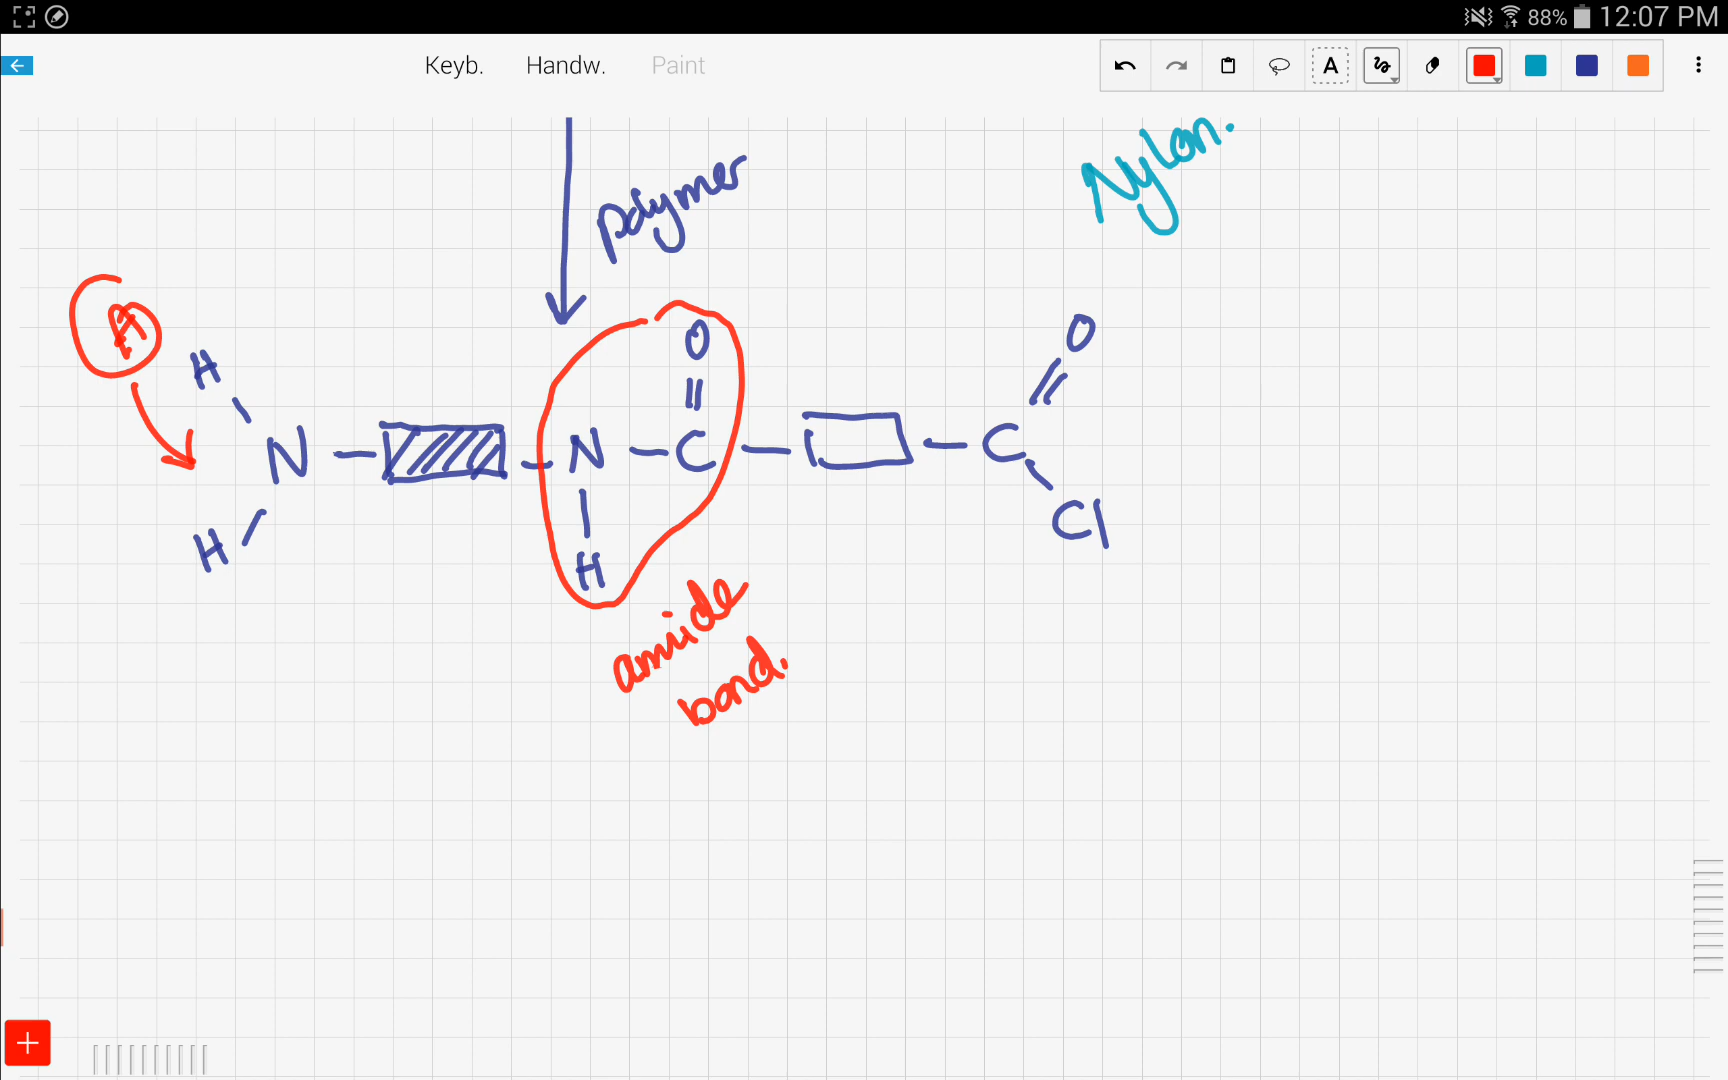 88% 12:07 PM
Keyb. Handw. Paint
A
Nylon.
polymer
A
O
O
H
N
N
C
C
H
H
Cl
amide
bond.